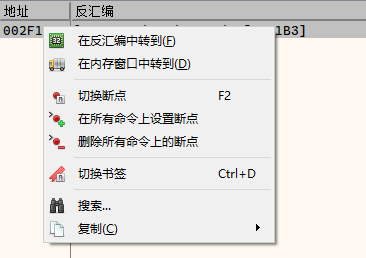 地址 反汇编
002F1 1B3]
在反汇编中转到(F)
在内存窗口中转到(D)
切换断点 F2
在所有命令上设置断点
删除所有命令上的断点
切换书签 Ctrl+D
搜索...
复制(C)